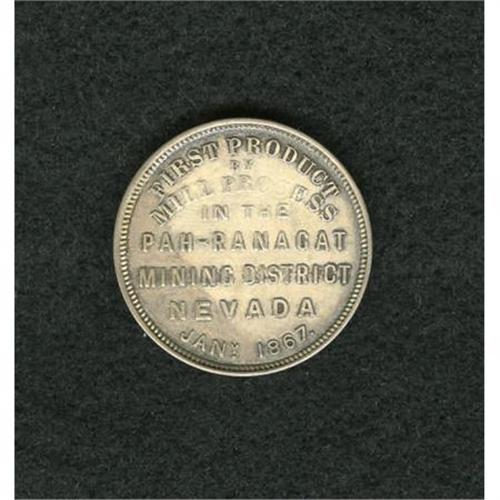 FIRST PRODUCT
BY
MILL PROCESS
IN THE
PAH-RANAGAT
MINING DISTRICT
NEVADA
JANY. 1867.